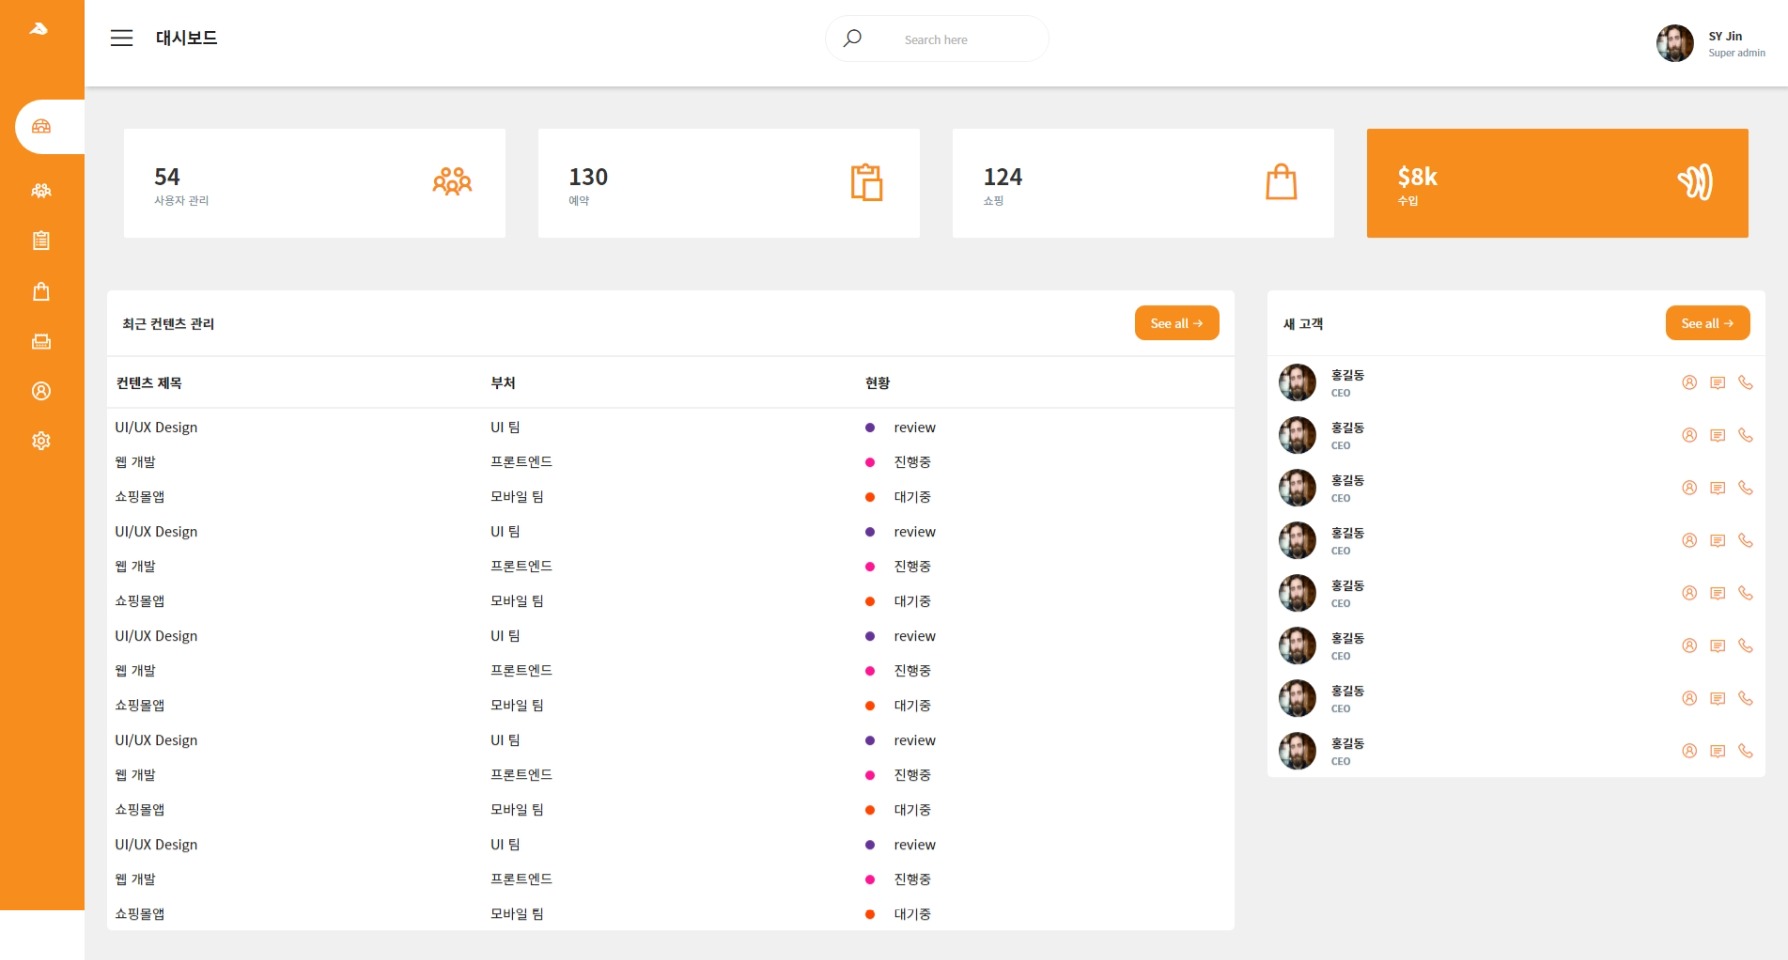 대시보드
Search here
SY Jin
Super admin
54
사용자 관리
130
예약
124
쇼핑
$8k
수입
최근 컨텐츠 관리
See all →
컨텐츠 제목 부처 현황
UI/UX Design UI 팀 review
웹 개발 프론트엔드 진행중
쇼핑몰앱 모바일 팀 대기중
UI/UX Design UI 팀 review
웹 개발 프론트엔드 진행중
쇼핑몰앱 모바일 팀 대기중
UI/UX Design UI 팀 review
웹 개발 프론트엔드 진행중
쇼핑몰앱 모바일 팀 대기중
UI/UX Design UI 팀 review
웹 개발 프론트엔드 진행중
쇼핑몰앱 모바일 팀 대기중
UI/UX Design UI 팀 review
웹 개발 프론트엔드 진행중
쇼핑몰앱 모바일 팀 대기중
새 고객
See all →
홍길동
CEO
홍길동
CEO
홍길동
CEO
홍길동
CEO
홍길동
CEO
홍길동
CEO
홍길동
CEO
홍길동
CEO